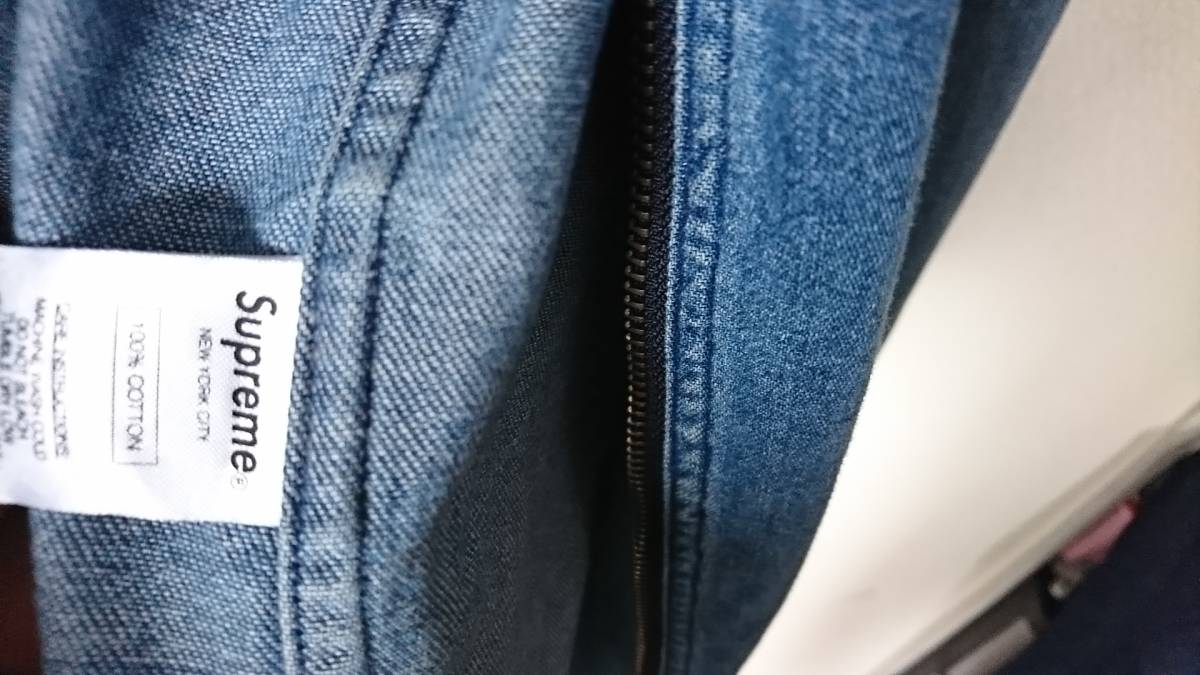 Supreme®
NEW YORK CITY
100% COTTON
CARE INSTRUCTIONS
MACHINE WASH COLD
DO NOT BLEACH
TUMBLE DRY LOW